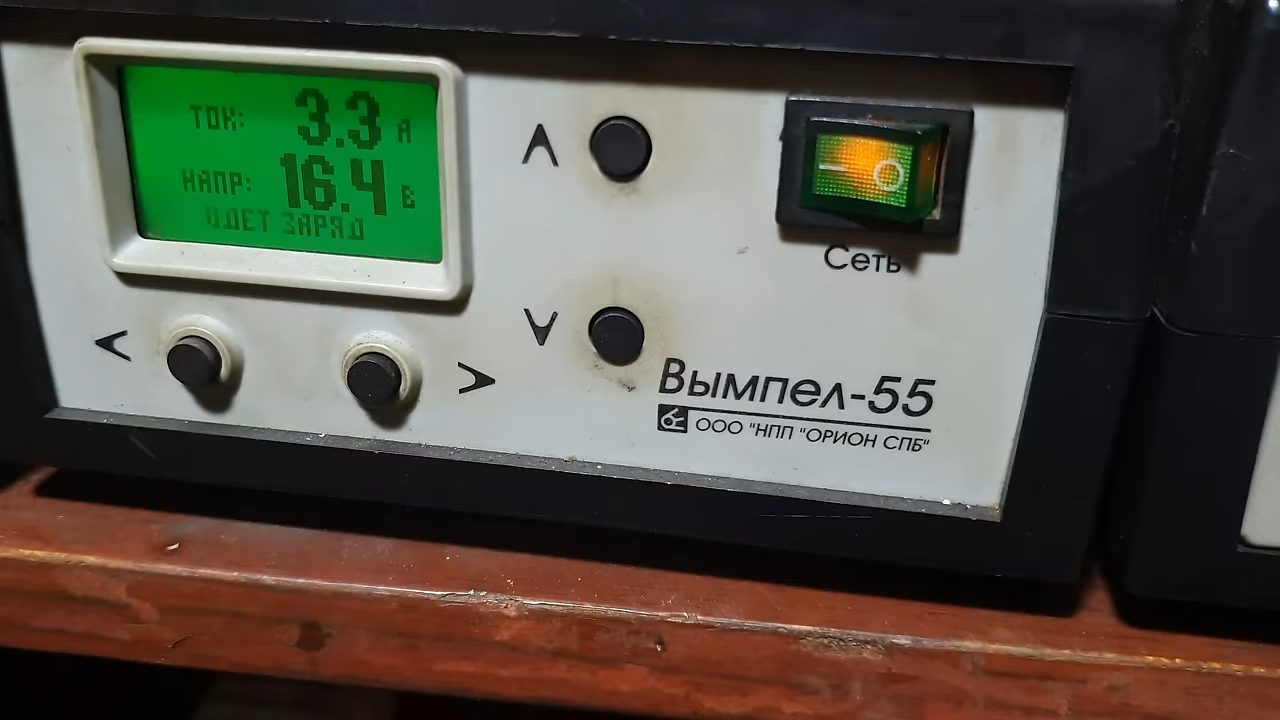 ТОК: 3.3 А
НАПР: 16.4 В
ИДЕТ ЗАРЯД
Сеть
Вымпел-55
ООО "НПП "ОРИОН СПБ"